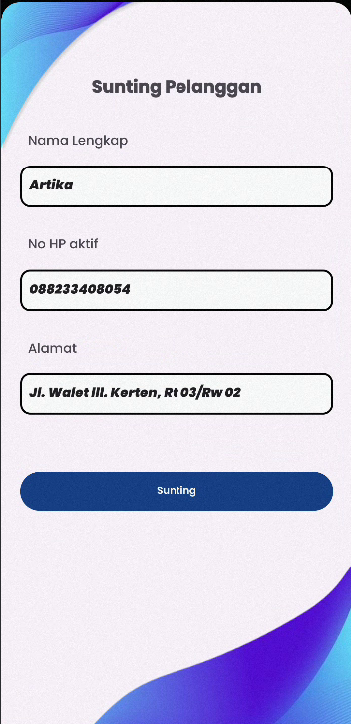 Sunting Pelanggan
Nama Lengkap
Artika
No HP aktif
088233408054
Alamat
Jl. Walet III. Kerten, Rt 03/Rw 02
Sunting